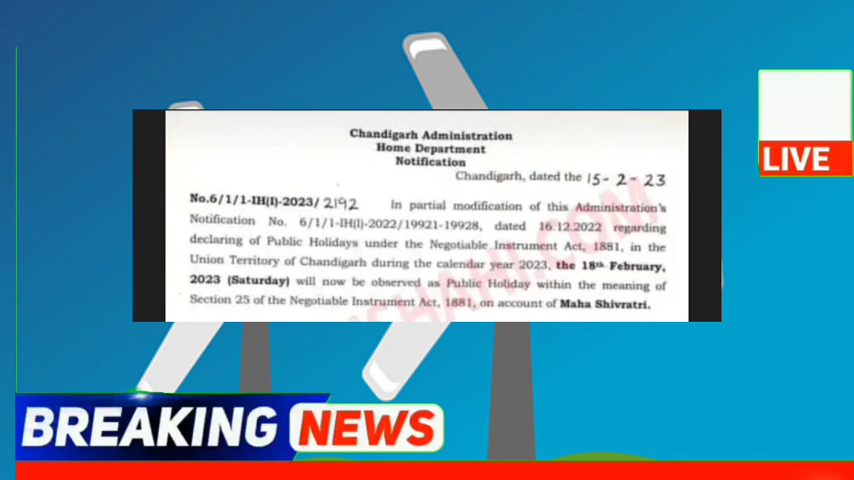 Chandigarh Administration
Home Department
Notification
Chandigarh, dated the 15-2-23
No.6/1/1-IH(I)-2023/2192 In partial modification of this Administration's
Notification No. 6/1/1-IH(I)-2022/19921-19928, dated 16.12.2022 regarding
declaring of Public Holidays under the Negotiable Instrument Act, 1881, in the
Union Territory of Chandigarh during the calendar year 2023, the 18th February,
2023 (Saturday) will now be observed as Public Holiday within the meaning of
Section 25 of the Negotiable Instrument Act, 1881, on account of Maha Shivratri.
LIVE
BREAKING NEWS